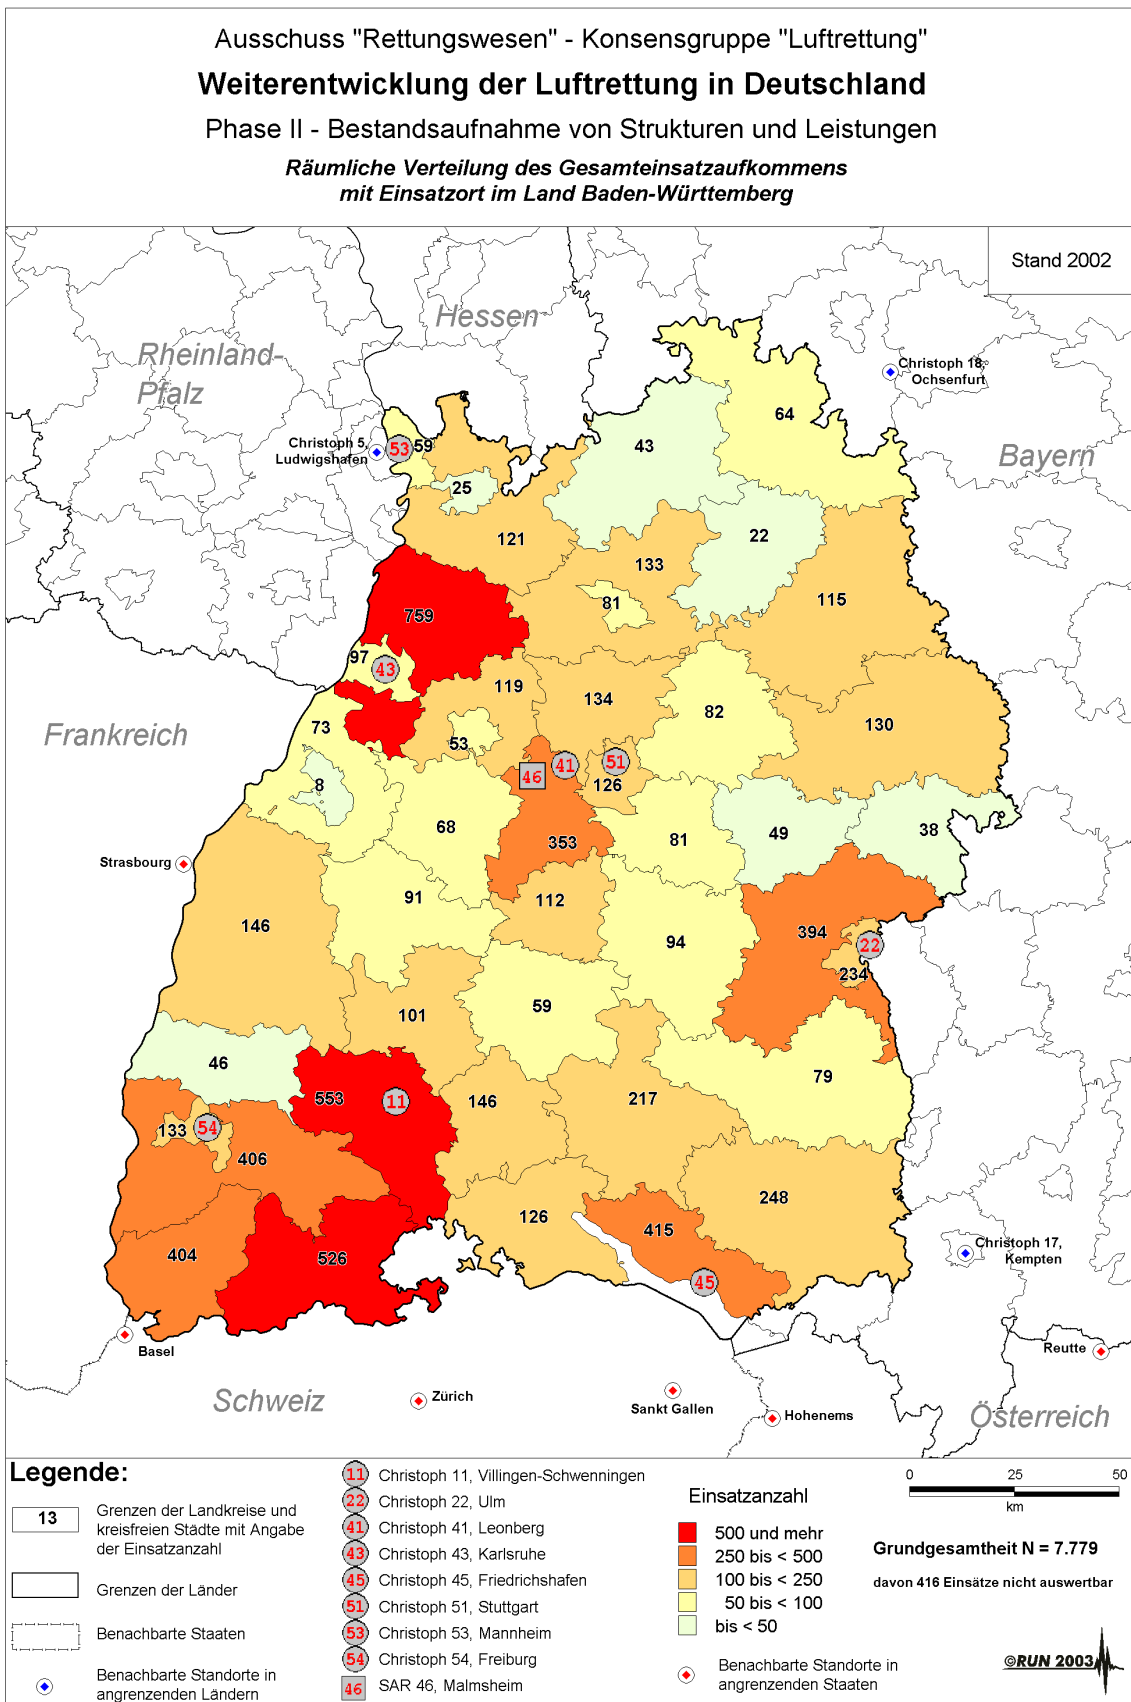 Ausschuss "Rettungswesen" - Konsensgruppe "Luftrettung"
Weiterentwicklung der Luftrettung in Deutschland
Phase II - Bestandsaufnahme von Strukturen und Leistungen
Räumliche Verteilung des Gesamteinsatzaufkommens
mit Einsatzort im Land Baden-Württemberg
Stand 2002
Hessen
Rheinland-
Pfalz
Christoph 18,
Ochsenfurt
64
43
Christoph 5,
Ludwigshafen
53
59
Bayern
25
22
121
133
115
81
759
97
43
119
134
82
130
73
53
Frankreich
46
41
51
126
8
68
353
81
49
38
Strasbourg
91
112
146
94
394
22
234
59
101
46
79
553
11
146
217
133
54
406
248
126
415
404
526
Christoph 17,
Kempten
45
Basel
Reutte
Schweiz
Zürich
Sankt Gallen
Hohenems
Österreich
Legende:
13
Grenzen der Landkreise und
kreisfreien Städte mit Angabe
der Einsatzanzahl
Grenzen der Länder
Benachbarte Staaten
Benachbarte Standorte in
angrenzenden Ländern
11 Christoph 11, Villingen-Schwenningen
22 Christoph 22, Ulm
41 Christoph 41, Leonberg
43 Christoph 43, Karlsruhe
45 Christoph 45, Friedrichshafen
51 Christoph 51, Stuttgart
53 Christoph 53, Mannheim
54 Christoph 54, Freiburg
46 SAR 46, Malmsheim
Einsatzanzahl
500 und mehr
250 bis < 500
100 bis < 250
50 bis < 100
bis < 50
Benachbarte Standorte in
angrenzenden Staaten
0 25 50
km
Grundgesamtheit N = 7.779
davon 416 Einsätze nicht auswertbar
©RUN 2003